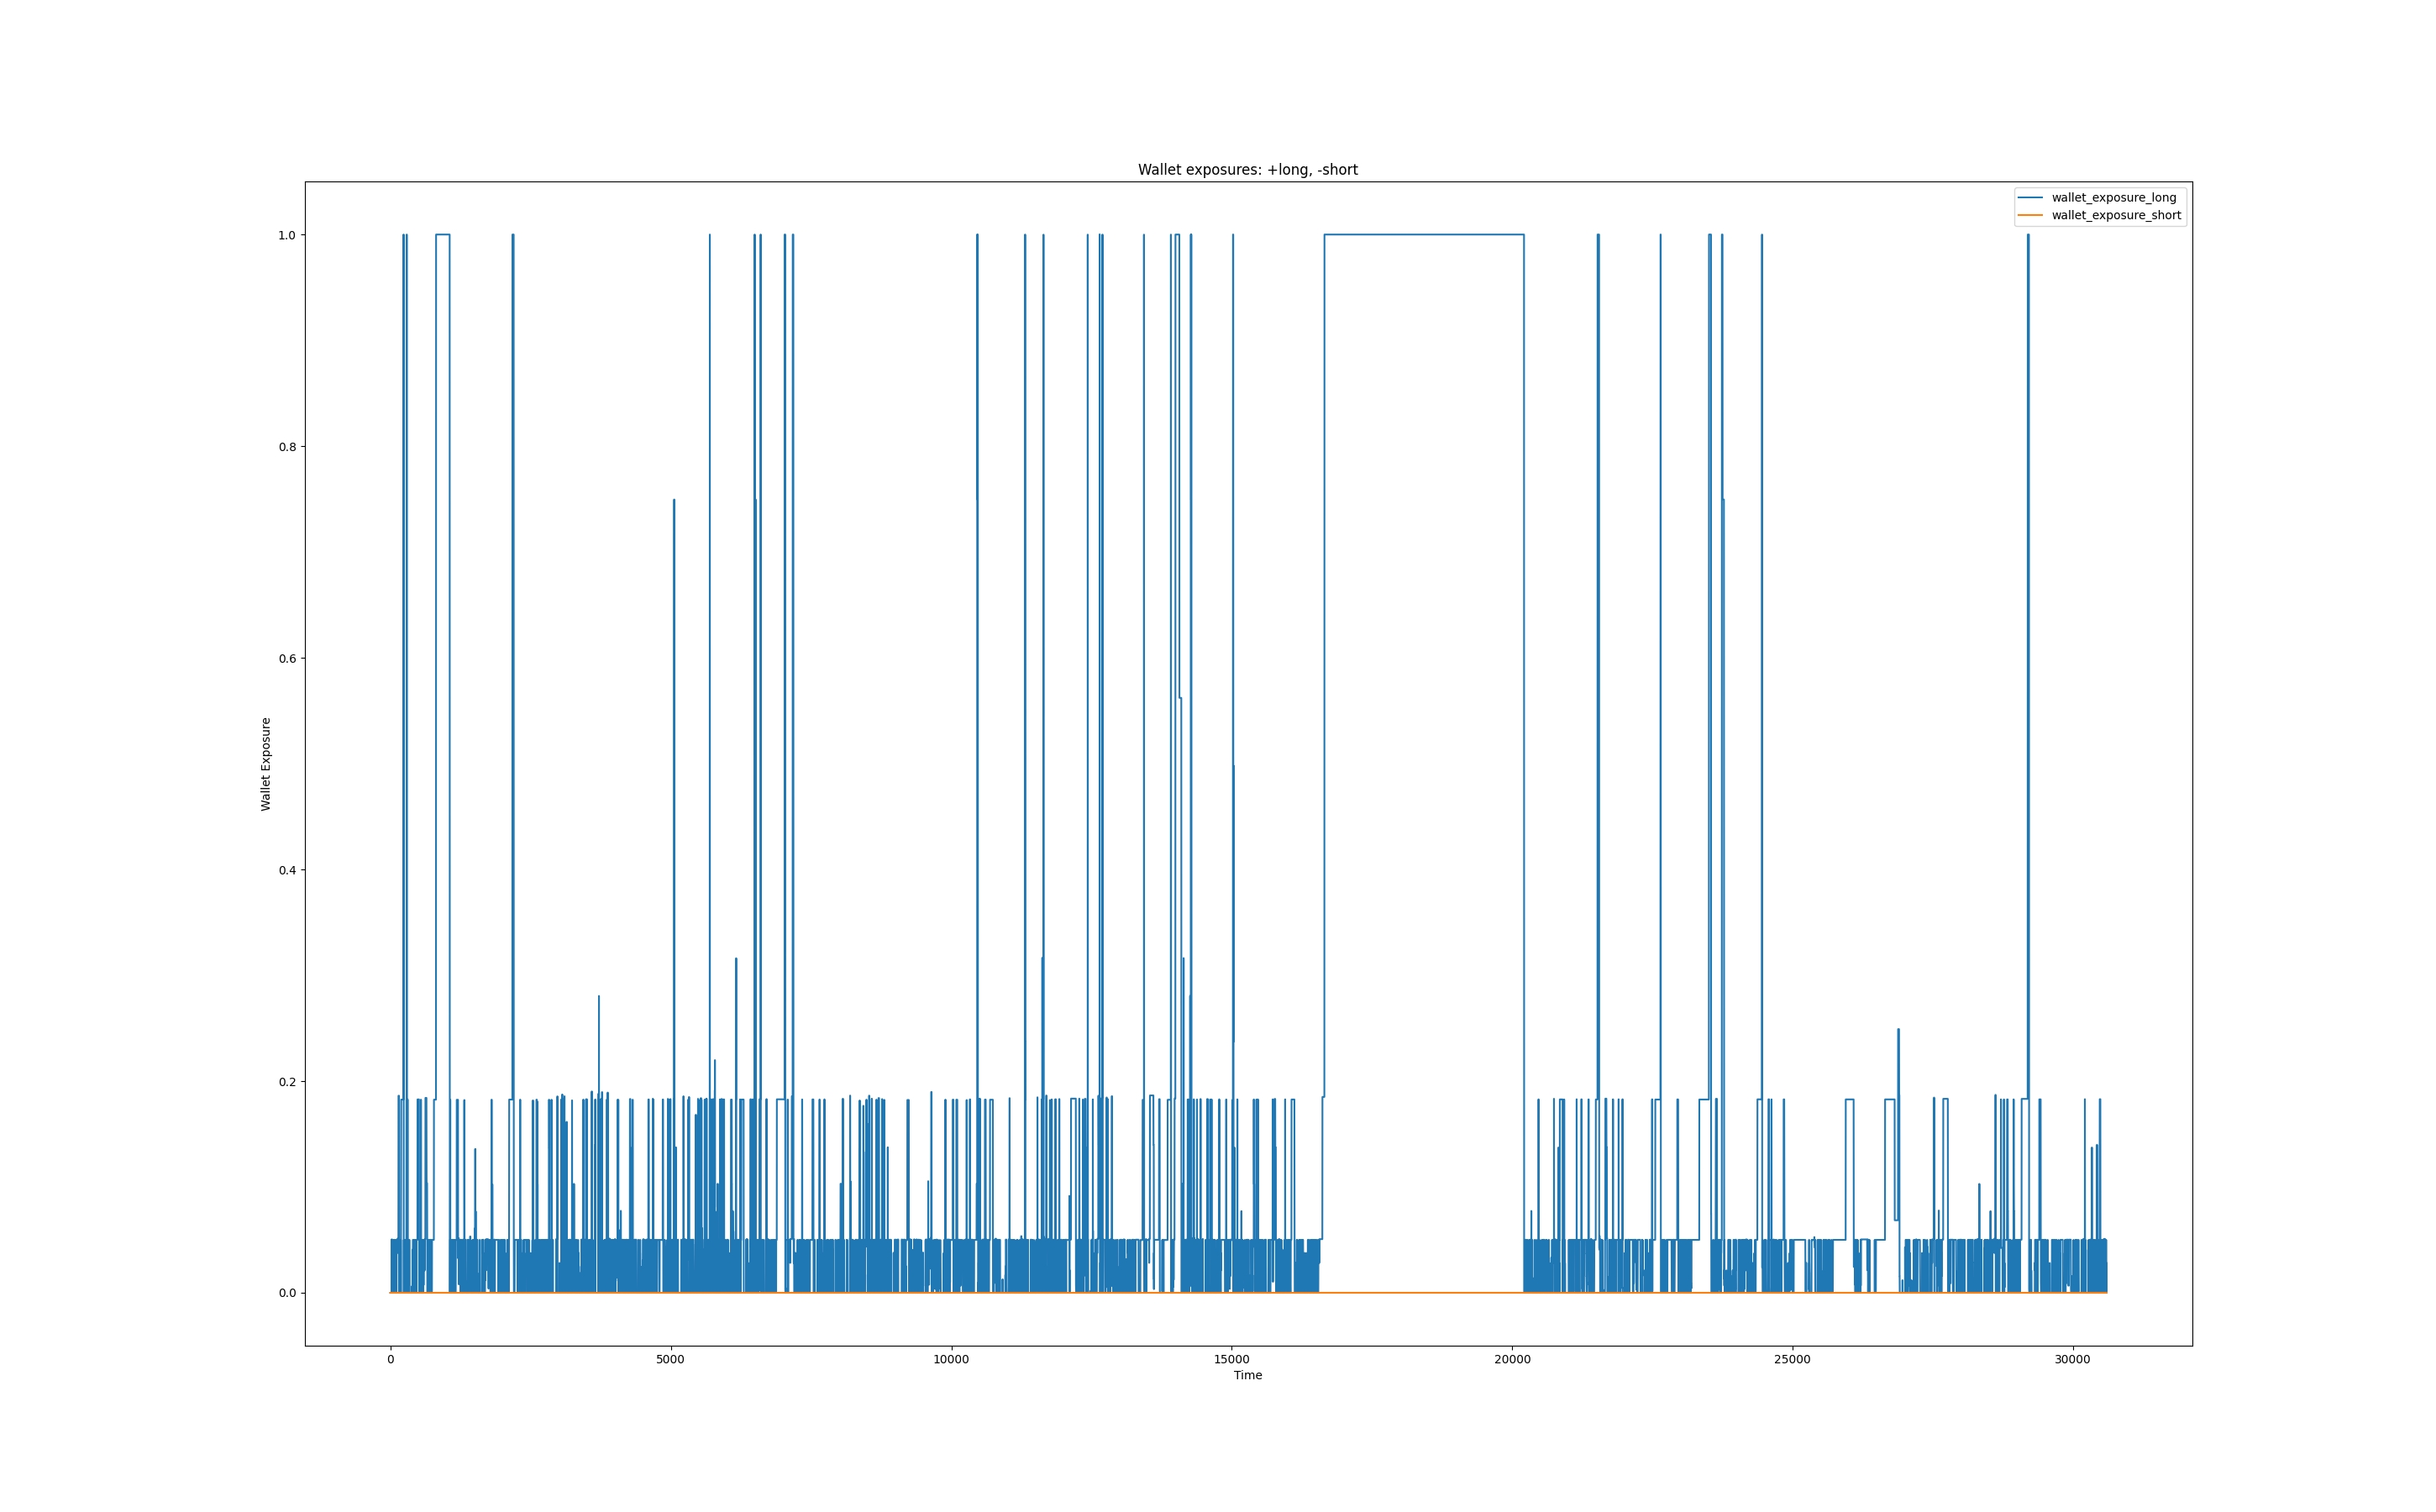 Wallet exposures: +long, -short
wallet_exposure_long
wallet_exposure_short
1.0
0.8
0.6
0.4
0.2
0.0
Wallet Exposure
0 5000 10000 15000 20000 25000 30000
Time